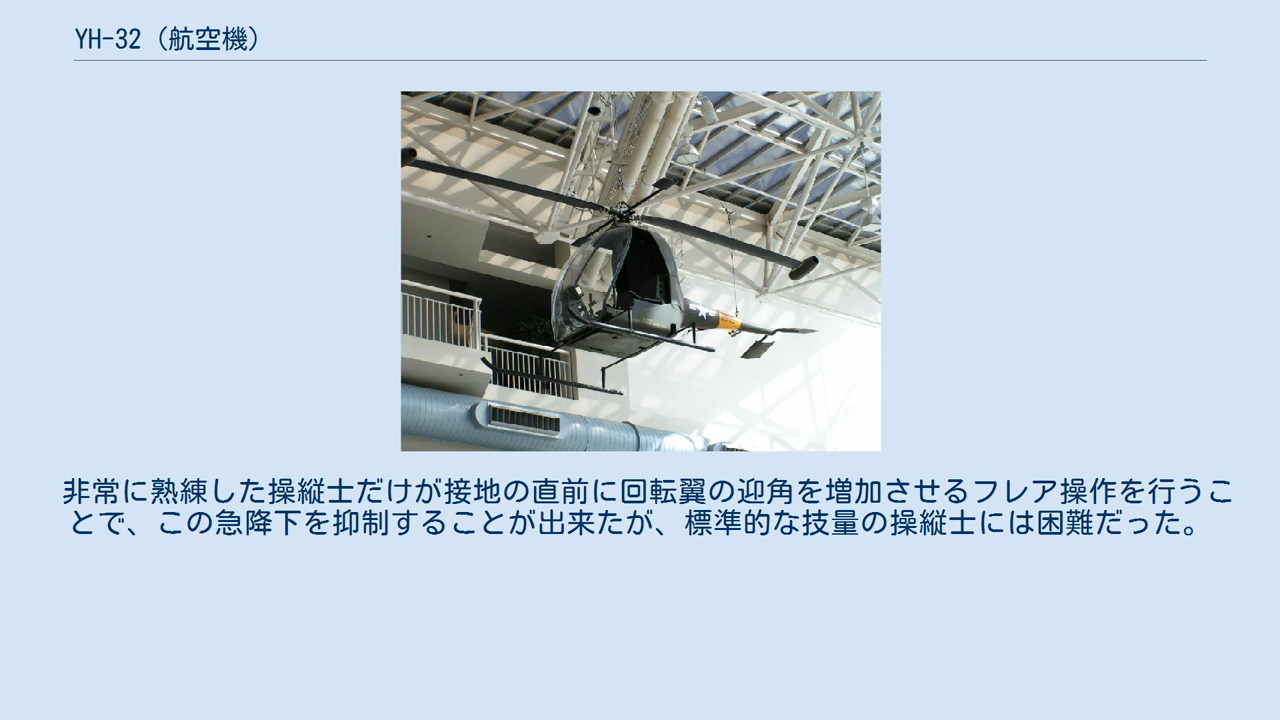 YH-32（航空機）
非常に熟練した操縦士だけが接地の直前に回転翼の迎角を増加させるフレア操作を行うこ
とで、この急降下を抑制することが出来たが、標準的な技量の操縦士には困難だった。